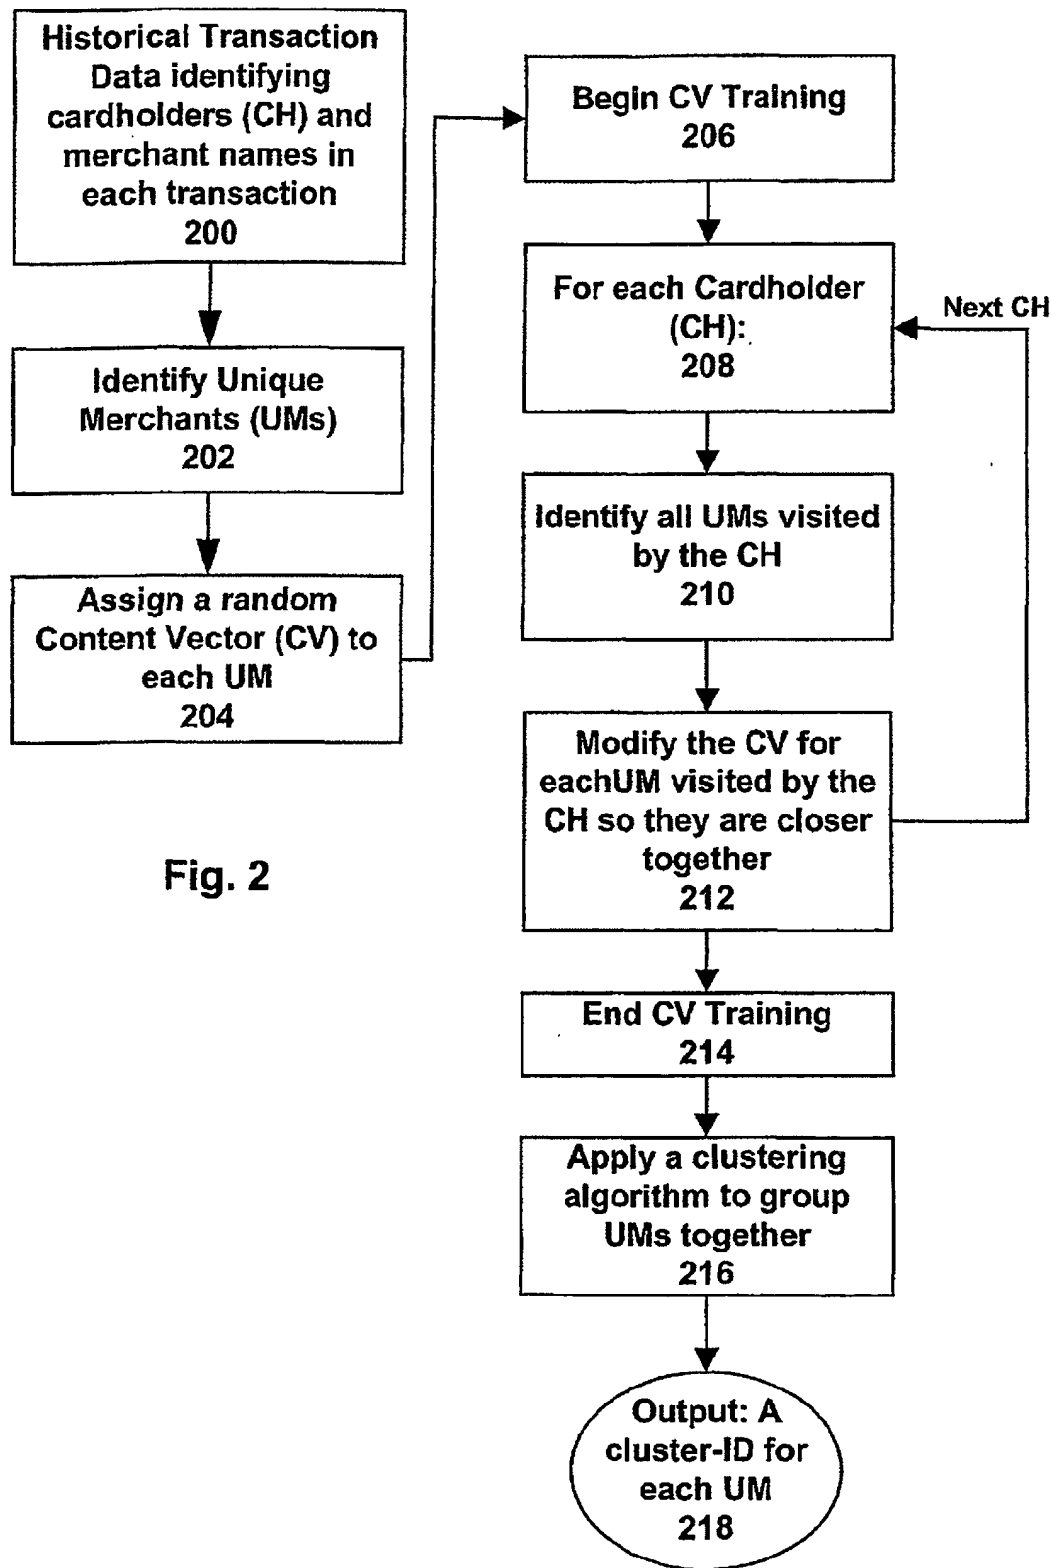 Historical Transaction
Data identifying
cardholders (CH) and
merchant names in
each transaction
200
Identify Unique
Merchants (UMs)
202
Assign a random
Content Vector (CV) to
each UM
204
Begin CV Training
206
For each Cardholder
(CH):
208
Next CH
Identify all UMs visited
by the CH
210
Modify the CV for
eachUM visited by the
CH so they are closer
together
212
End CV Training
214
Apply a clustering
algorithm to group
UMs together
216
Output: A
cluster-ID for
each UM
218
Fig. 2